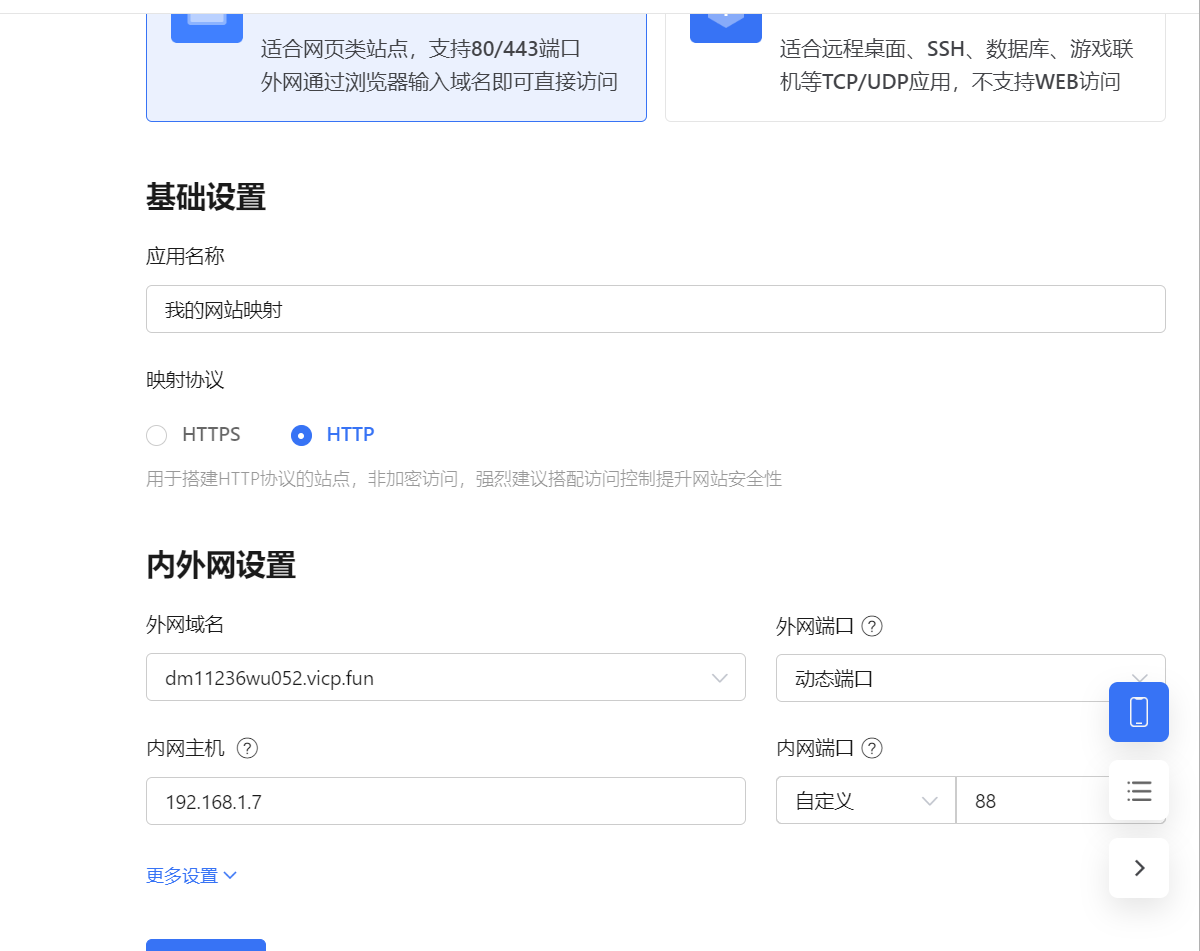 适合网页类站点，支持80/443端口
外网通过浏览器输入域名即可直接访问
适合远程桌面、SSH、数据库、游戏联
机等TCP/UDP应用，不支持WEB访问
基础设置
应用名称
我的网站映射
映射协议
HTTPS
HTTP
用于搭建HTTP协议的站点，非加密访问，强烈建议搭配访问控制提升网站安全性
内外网设置
外网域名
外网端口 ?
dm11236wu052.vicp.fun
动态端口
内网主机 ?
内网端口 ?
192.168.1.7
自定义
88
更多设置